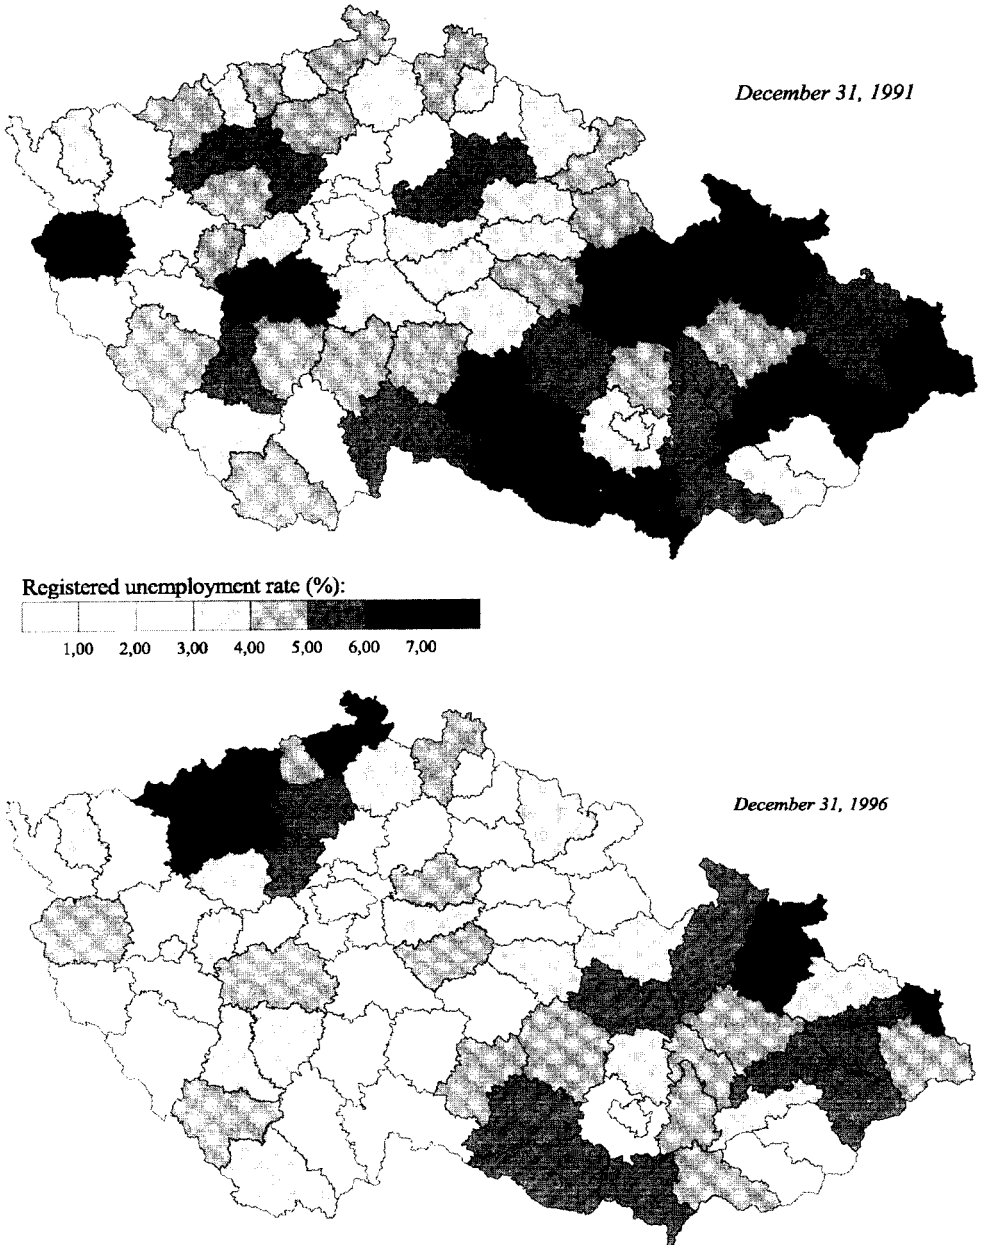 December 31, 1991
Registered unemployment rate (%):
1,00 2,00 3,00 4,00 5,00 6,00 7,00
December 31, 1996